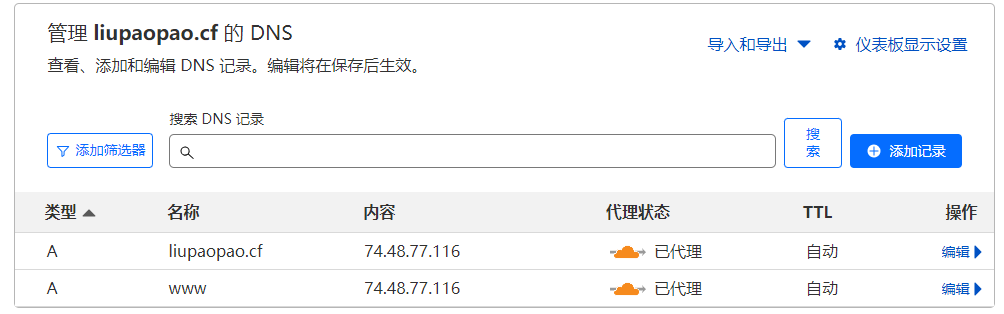 管理 liupaopao.cf 的 DNS
查看、添加和编辑 DNS 记录。编辑将在保存后生效。
导入和导出 仪表板显示设置
搜索 DNS 记录
添加筛选器
搜
索
添加记录
类型 名称 内容 代理状态 TTL 操作
A liupaopao.cf 74.48.77.116 已代理 自动 编辑
A www 74.48.77.116 已代理 自动 编辑